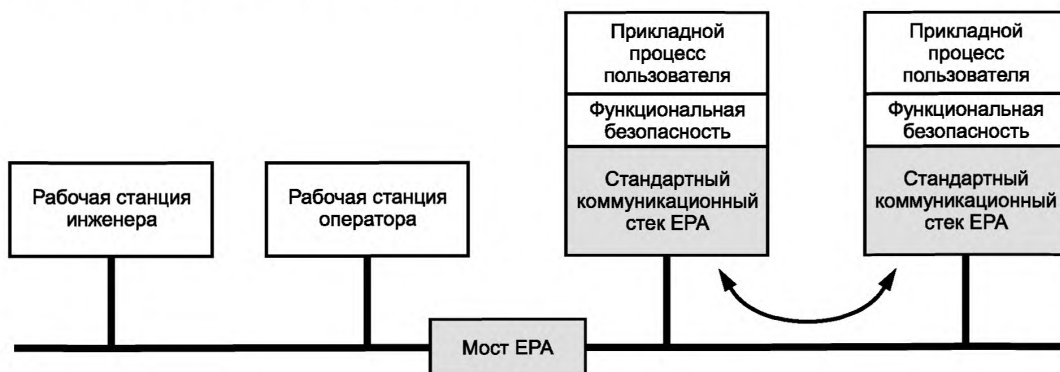 Прикладной
процесс
пользователя
Функциональная
безопасность
Стандартный
коммуникационный
стек EPA
Прикладной
процесс
пользователя
Функциональная
безопасность
Стандартный
коммуникационный
стек EPA
Рабочая станция
инженера
Рабочая станция
оператора
Мост EPA